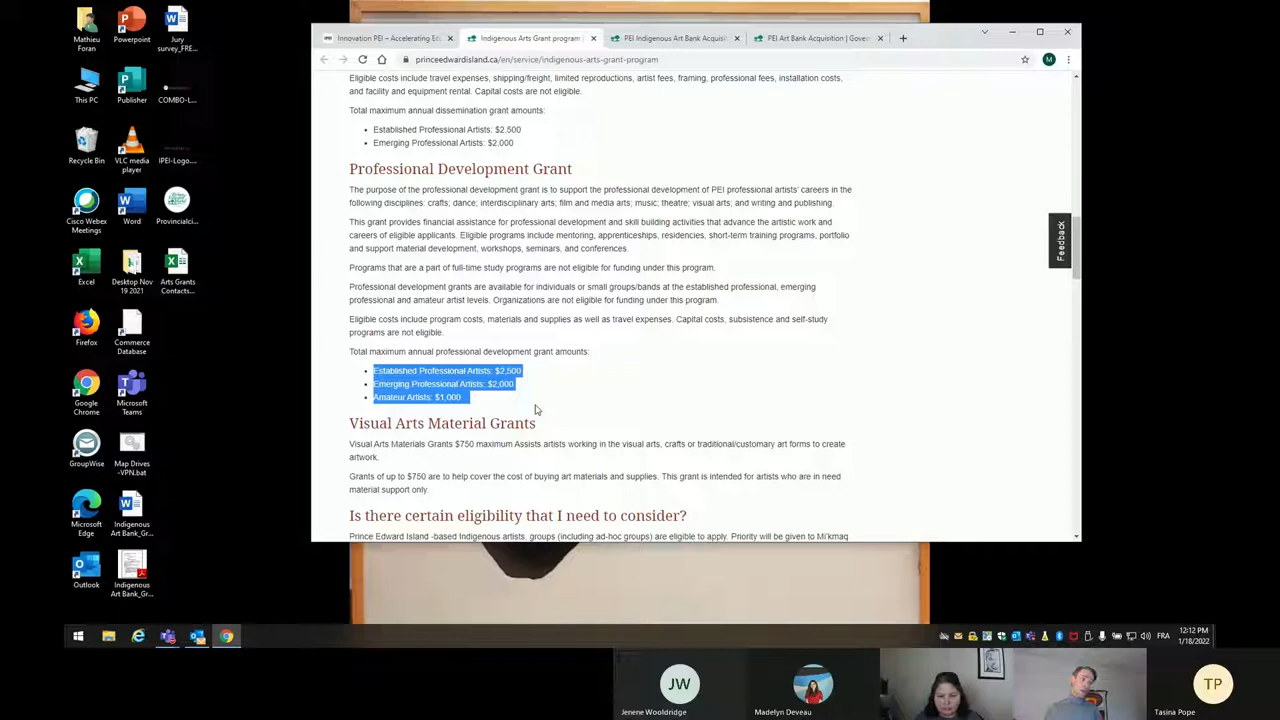 Mathieu
Foran
Powerpoint
Jury
survey_FRE...
This PC
Publisher
COMBO-L...
Recycle Bin
VLC media
player
IPEI-Logo....
Cisco Webex
Meetings
Word
Provincialci...
Excel
Desktop Nov
19 2021
Arts Grants
Contacts...
Firefox
Commerce
Database
Google
Chrome
Microsoft
Teams
GroupWise
Map Drives
-VPN.bat
Microsoft
Edge
Indigenous
Art Bank_Gr...
Outlook
Indigenous
Art Bank_Gr...
Innovation PEI – Accelerating Ec
Indigenous Arts Grant program |
PEI Indigenous Art Bank Acquisi
PEI Art Bank Acquisition | Govern
princeedwardisland.ca/en/service/indigenous-arts-grant-program
M
Eligible costs include travel expenses, shipping/freight, limited reproductions, artist fees, framing, professional fees, installation costs,
and facility and equipment rental. Capital costs are not eligible.
Total maximum annual dissemination grant amounts:
• Established Professional Artists: $2,500
• Emerging Professional Artists: $2,000
Professional Development Grant
The purpose of the professional development grant is to support the professional development of PEI professional artists' careers in the
following disciplines: crafts; dance; interdisciplinary arts; film and media arts; music; theatre; visual arts; and writing and publishing.
This grant provides financial assistance for professional development and skill building activities that advance the artistic work and
careers of eligible applicants. Eligible programs include mentoring, apprenticeships, residencies, short-term training programs, portfolio
and support material development, workshops, seminars, and conferences.
Programs that are a part of full-time study programs are not eligible for funding under this program.
Professional development grants are available for individuals or small groups/bands at the established professional, emerging
professional and amateur artist levels. Organizations are not eligible for funding under this program.
Eligible costs include program costs, materials and supplies as well as travel expenses. Capital costs, subsistence and self-study
programs are not eligible.
Total maximum annual professional development grant amounts:
• Established Professional Artists: $2,500
• Emerging Professional Artists: $2,000
• Amateur Artists: $1,000
Visual Arts Material Grants
Visual Arts Materials Grants $750 maximum Assists artists working in the visual arts, crafts or traditional/customary art forms to create
artwork.
Grants of up to $750 are to help cover the cost of buying art materials and supplies. This grant is intended for artists who are in need
material support only.
Is there certain eligibility that I need to consider?
Prince Edward Island -based Indigenous artists, groups (including ad-hoc groups) are eligible to apply. Priority will be given to Mi'kmaq
Feedback
FRA
12:12 PM
1/18/2022
JW
Jenene Wooldridge
Madelyn Deveau
TP
Tasina Pope